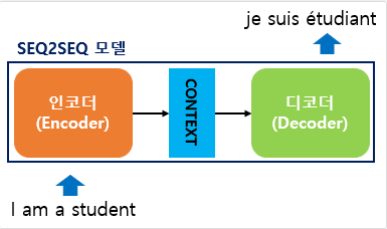 je suis étudiant
SEQ2SEQ 모델
인코더
(Encoder)
CONTEXT
디코더
(Decoder)
I am a student